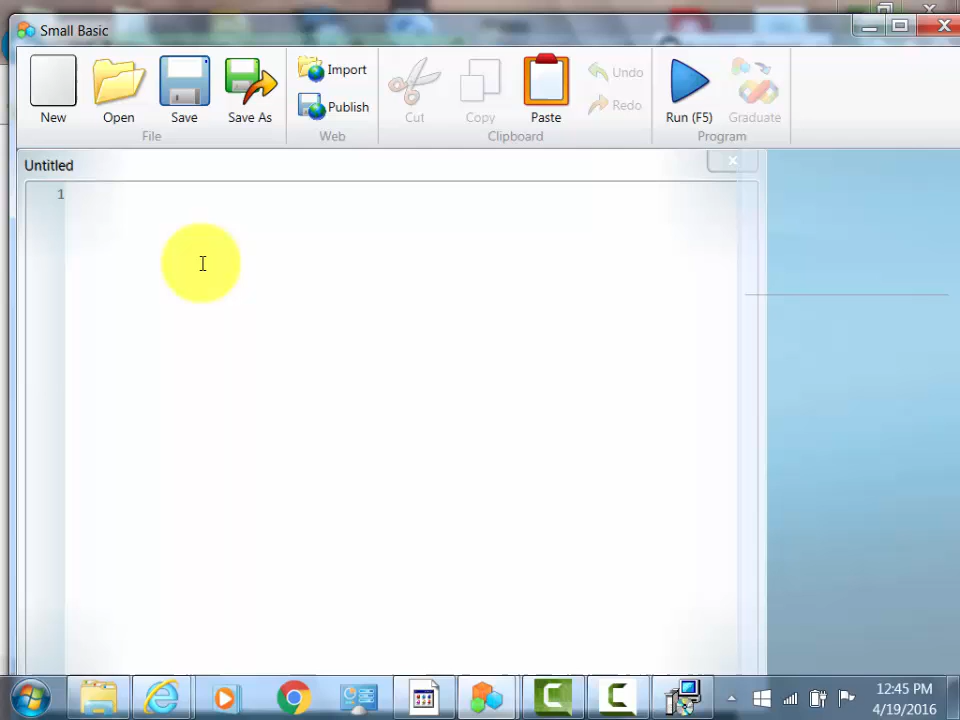 Small Basic
New
Open
Save
Save As
Import
Publish
Cut
Copy
Paste
Undo
Redo
Run (F5)
Graduate
File
Web
Clipboard
Program
Untitled
1
12:45 PM
4/19/2016